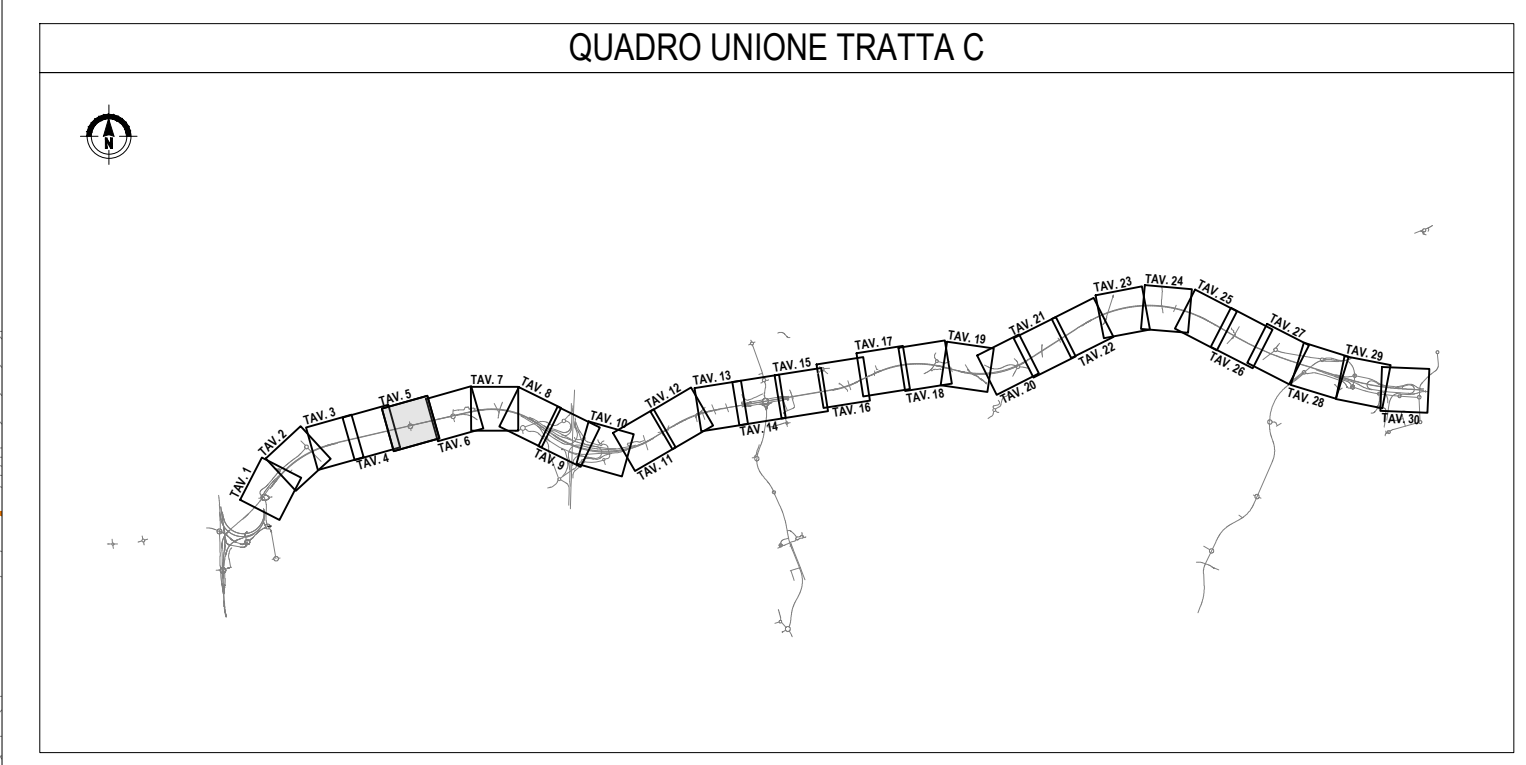 QUADRO UNIONE TRATTA C
N
TAV. 1
TAV. 2
TAV. 3
TAV. 4
TAV. 5
TAV. 6
TAV. 7
TAV. 8
TAV. 9
TAV. 10
TAV. 11
TAV. 12
TAV. 13
TAV. 14
TAV. 15
TAV. 16
TAV. 17
TAV. 18
TAV. 19
TAV. 20
TAV. 21
TAV. 22
TAV. 23
TAV. 24
TAV. 25
TAV. 26
TAV. 27
TAV. 28
TAV. 29
TAV. 30